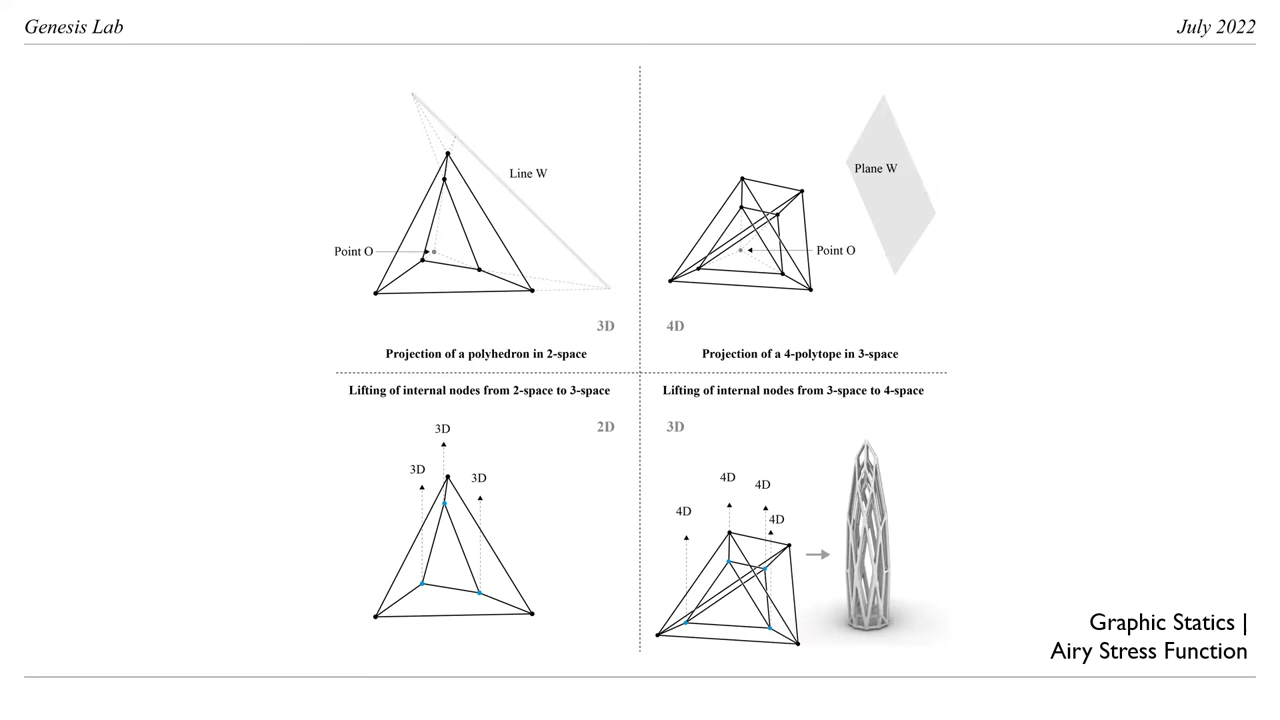 Genesis Lab
July 2022
Line W
Point O
3D
Projection of a polyhedron in 2-space
Plane W
Point O
4D
Projection of a 4-polytope in 3-space
Lifting of internal nodes from 2-space to 3-space
2D
3D
3D
3D
Lifting of internal nodes from 3-space to 4-space
3D
4D
4D
4D
4D
Graphic Statics |
Airy Stress Function